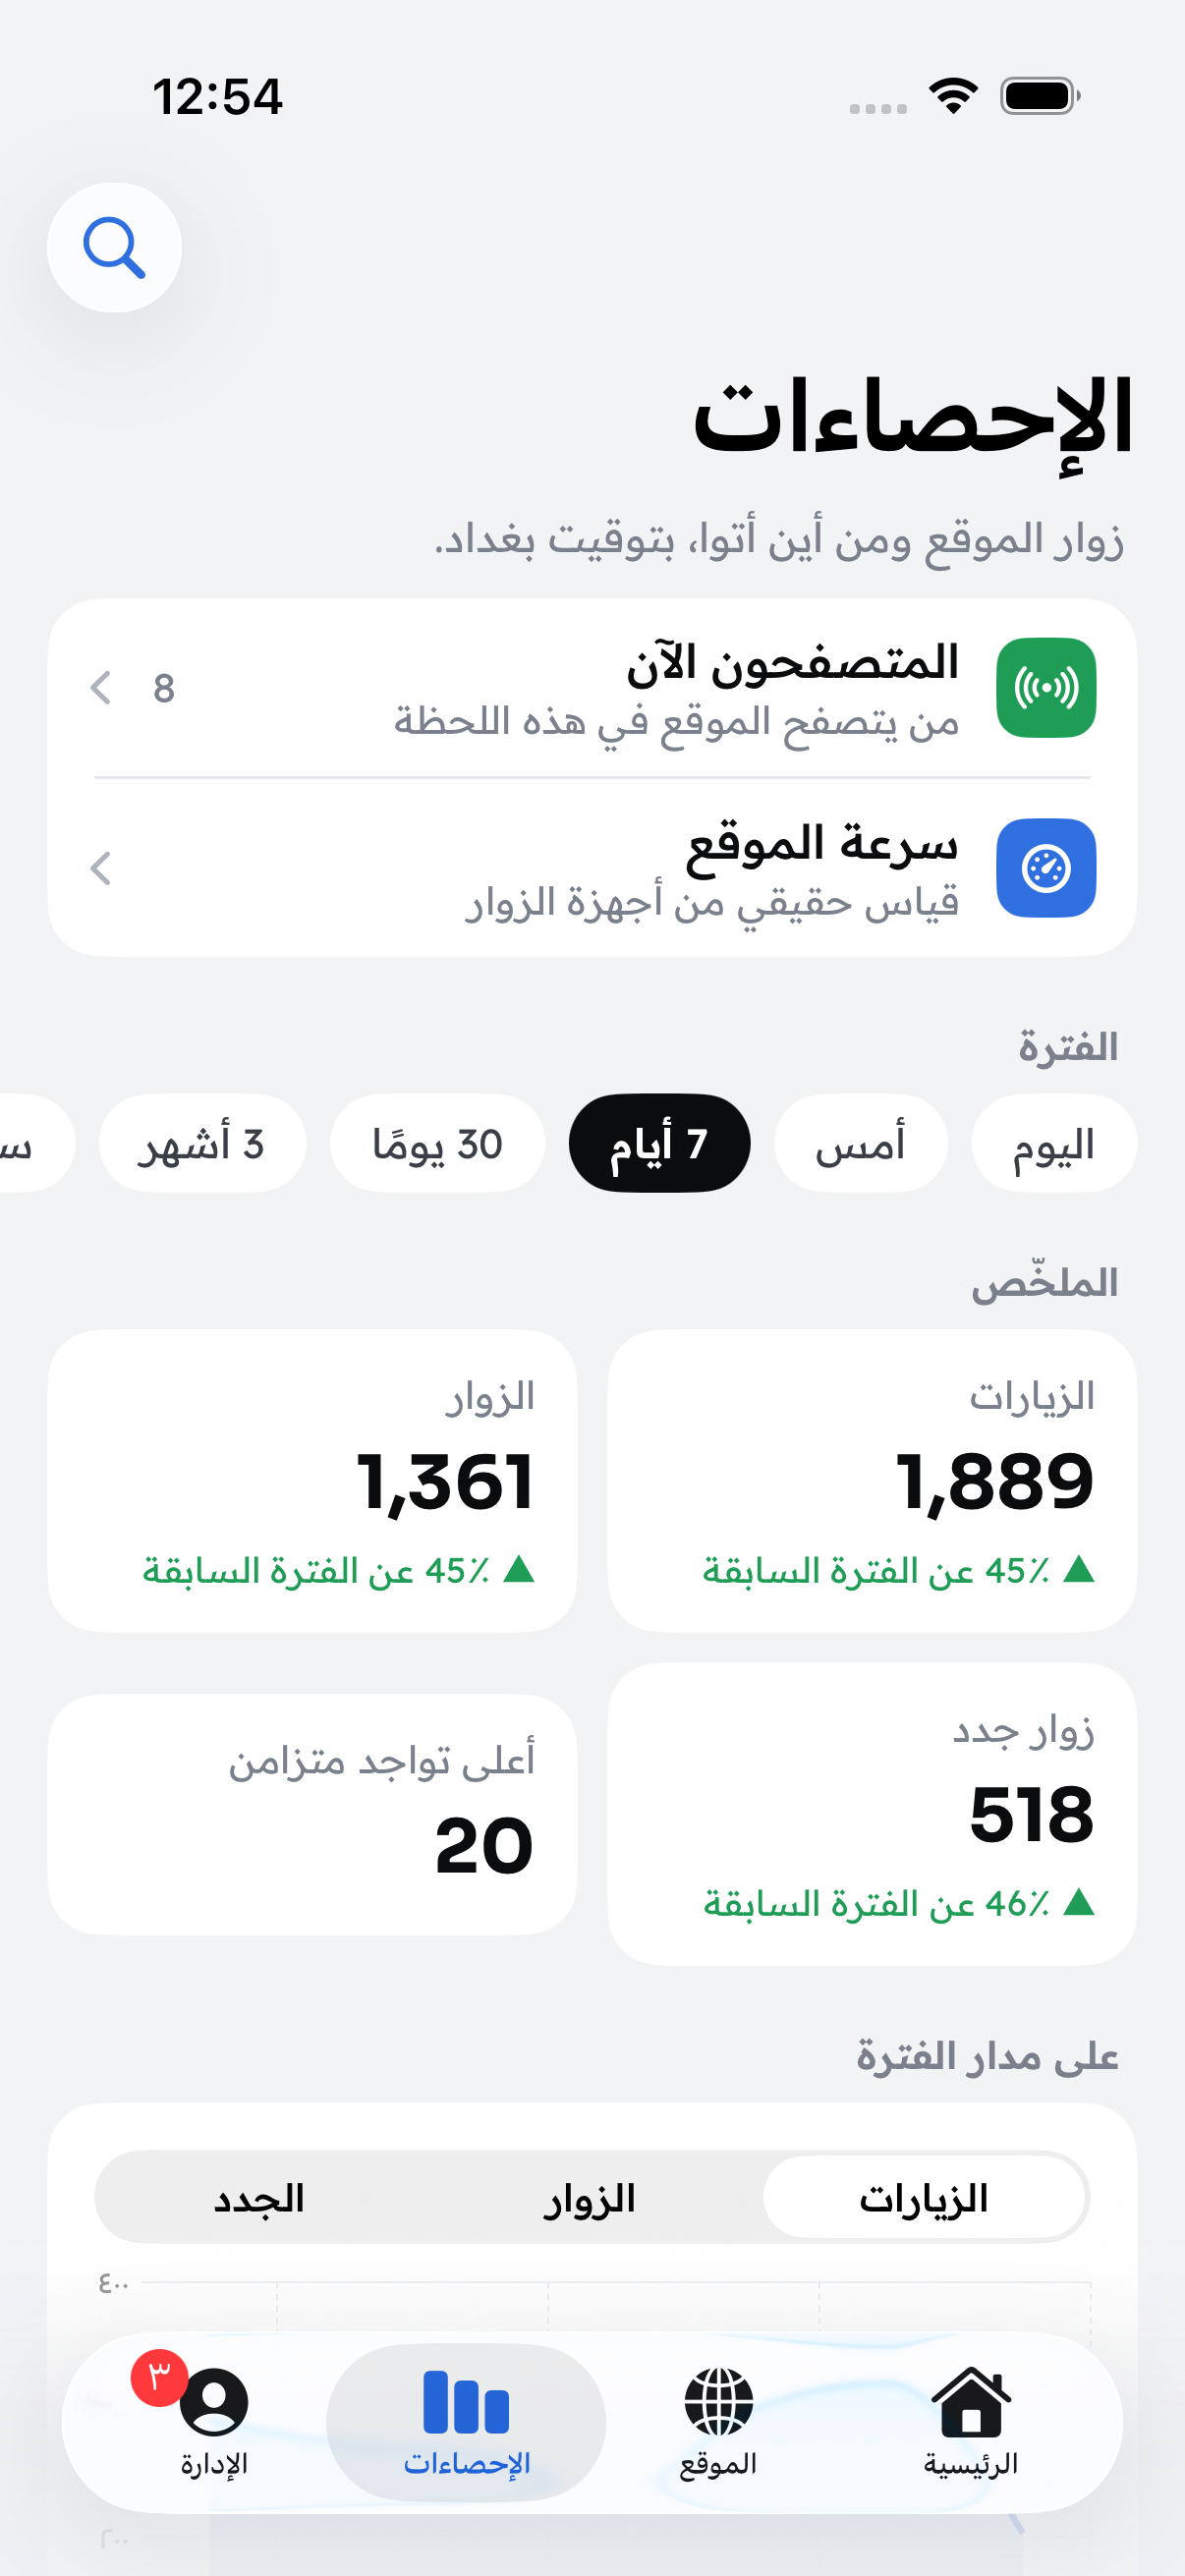 12:54
الإحصاءات
زوار الموقع ومن أين أتوا، بتوقيت بغداد.
المتصفحون الآن
من يتصفح الموقع في هذه اللحظة
8
سرعة الموقع
قياس حقيقي من أجهزة الزوار
الفترة
اليوم
أمس
7 أيام
30 يومًا
3 أشهر
الملخّص
الزيارات
1,889
▲ 45٪ عن الفترة السابقة
الزوار
1,361
▲ 45٪ عن الفترة السابقة
زوار جدد
518
▲ 46٪ عن الفترة السابقة
أعلى تواجد متزامن
20
على مدار الفترة
الزيارات
الزوار
الجدد
٤٠٠
الرئيسية
الموقع
الإحصاءات
الإدارة
٣
٢٠٠